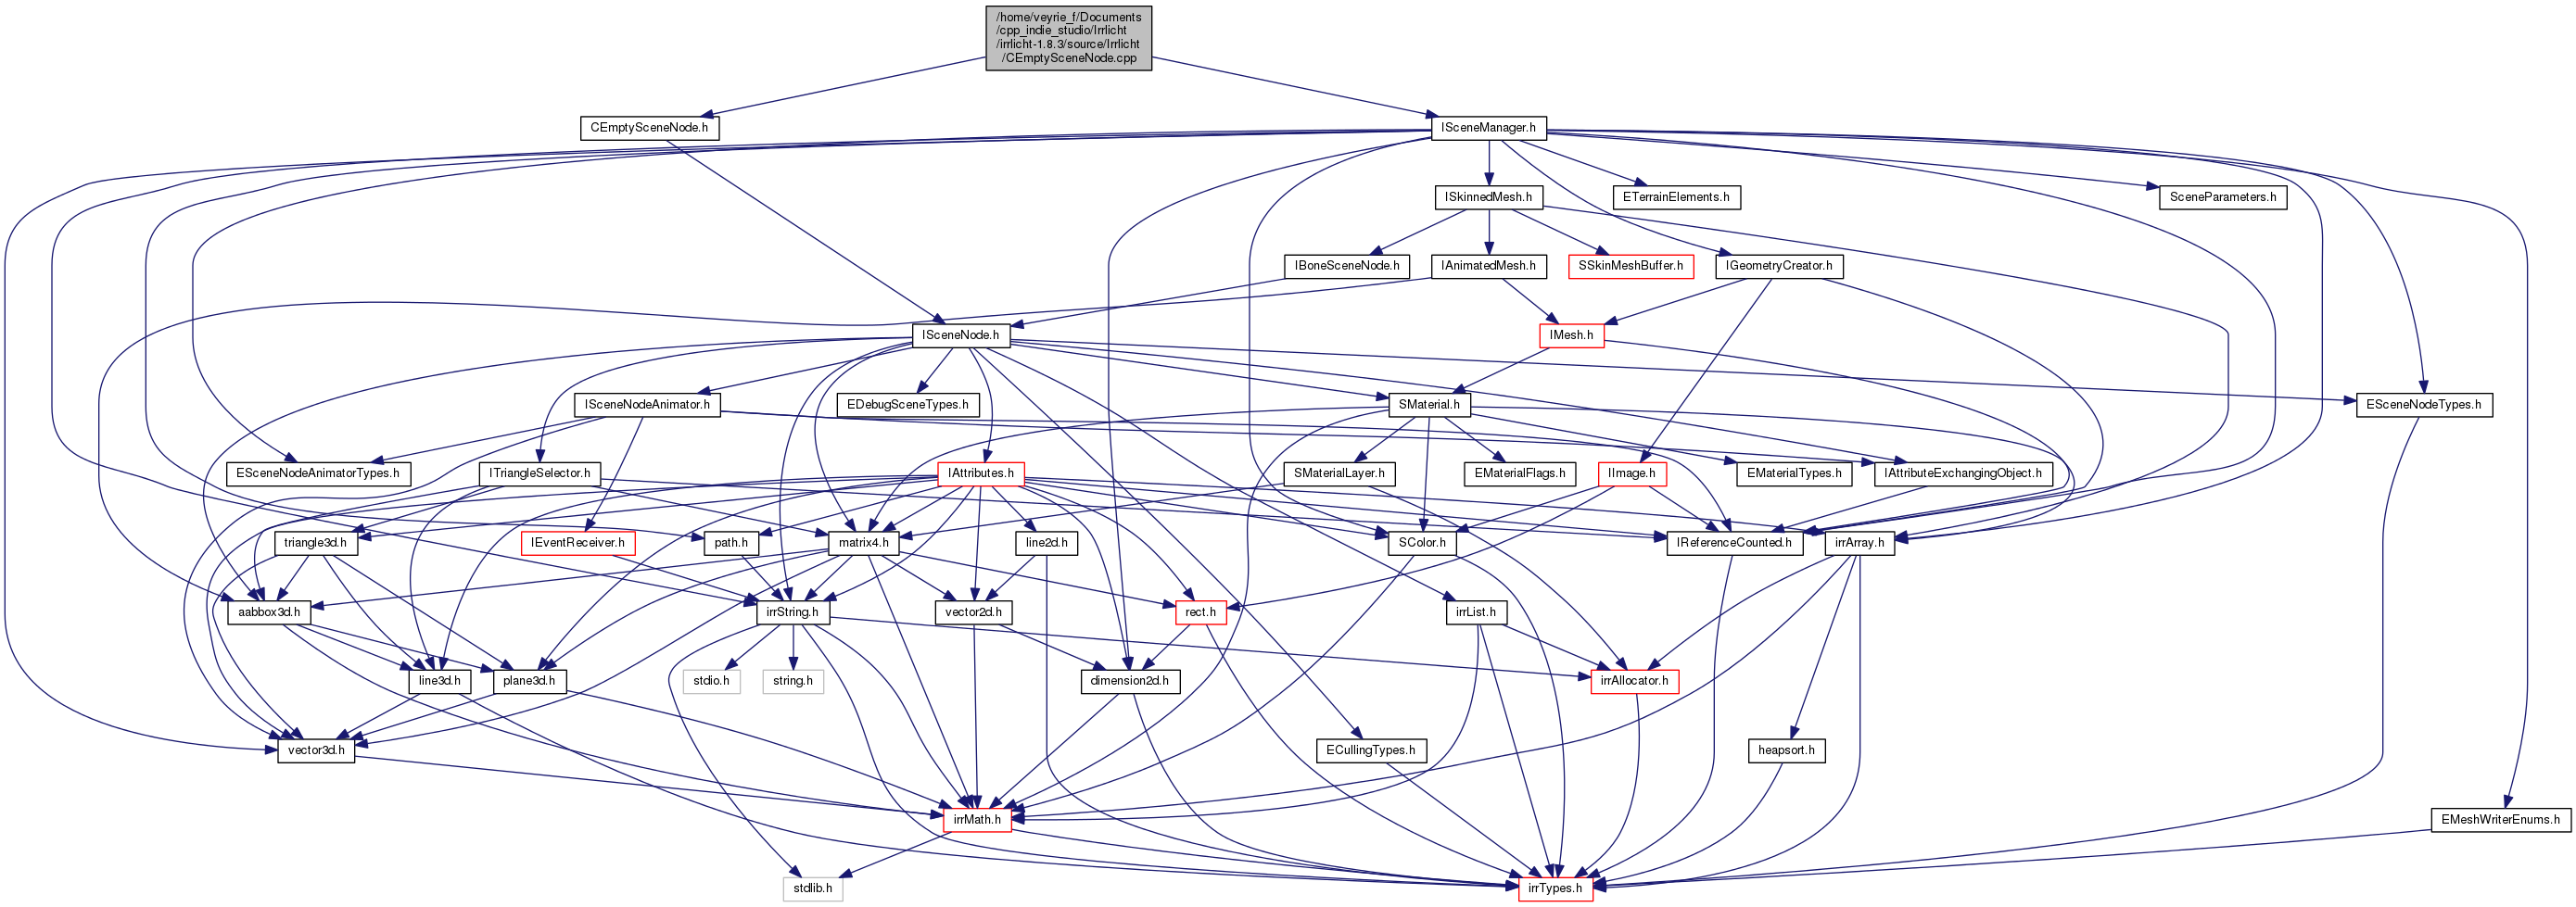 /home/veyrie_f/Documents
/cpp_indie_studio/Irrlicht
/irrlicht-1.8.3/source/Irrlicht
/CEmptySceneNode.cpp
CEmptySceneNode.h
ISceneManager.h
ISkinnedMesh.h
ETerrainElements.h
SceneParameters.h
IBoneSceneNode.h
IAnimatedMesh.h
SSkinMeshBuffer.h
IGeometryCreator.h
ISceneNode.h
IMesh.h
ISceneNodeAnimator.h
EDebugSceneTypes.h
SMaterial.h
ESceneNodeTypes.h
ESceneNodeAnimatorTypes.h
ITriangleSelector.h
IAttributes.h
SMaterialLayer.h
EMaterialFlags.h
IImage.h
EMaterialTypes.h
IAttributeExchangingObject.h
triangle3d.h
IEventReceiver.h
path.h
matrix4.h
line2d.h
SColor.h
IReferenceCounted.h
irrArray.h
aabbox3d.h
irrString.h
vector2d.h
rect.h
irrList.h
line3d.h
plane3d.h
stdio.h
string.h
dimension2d.h
irrAllocator.h
vector3d.h
ECullingTypes.h
heapsort.h
irrMath.h
EMeshWriterEnums.h
stdlib.h
irrTypes.h